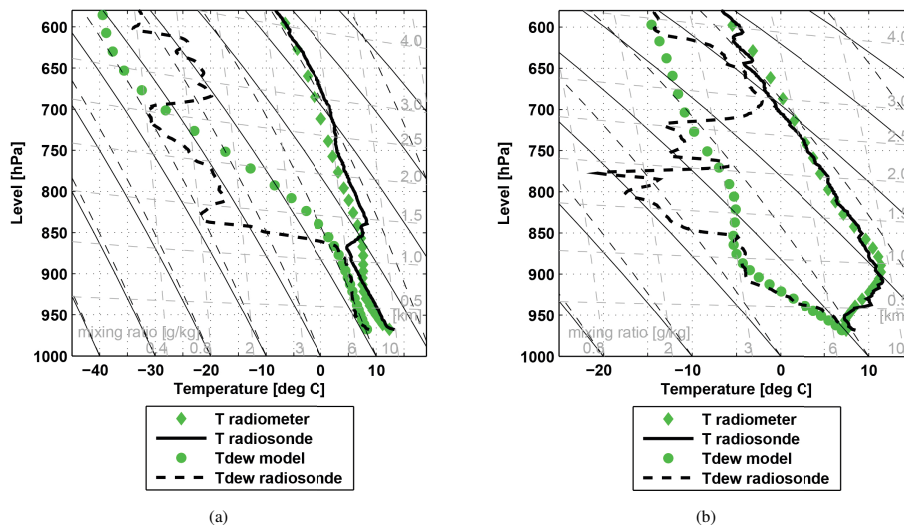 600
650
700
750
800
850
900
950
1000
Level [hPa]
4.0
3.0
2.5
2.0
1.5
1.0
0.5
[km]
mixing ratio [g/kg]
0.4 0.8 2 3 6 10
−40 −30 −20 −10 0 10
Temperature [deg C]
T radiometer
T radiosonde
Tdew model
Tdew radiosonde
(a)
600
650
700
750
800
850
900
950
1000
Level [hPa]
4.0
3.0
2.5
2.0
1.5
1.0
0.5
[km]
mixing ratio [g/kg]
0.8 2 3 6 10
−20 −10 0 10
Temperature [deg C]
T radiometer
T radiosonde
Tdew model
Tdew radiosonde
(b)